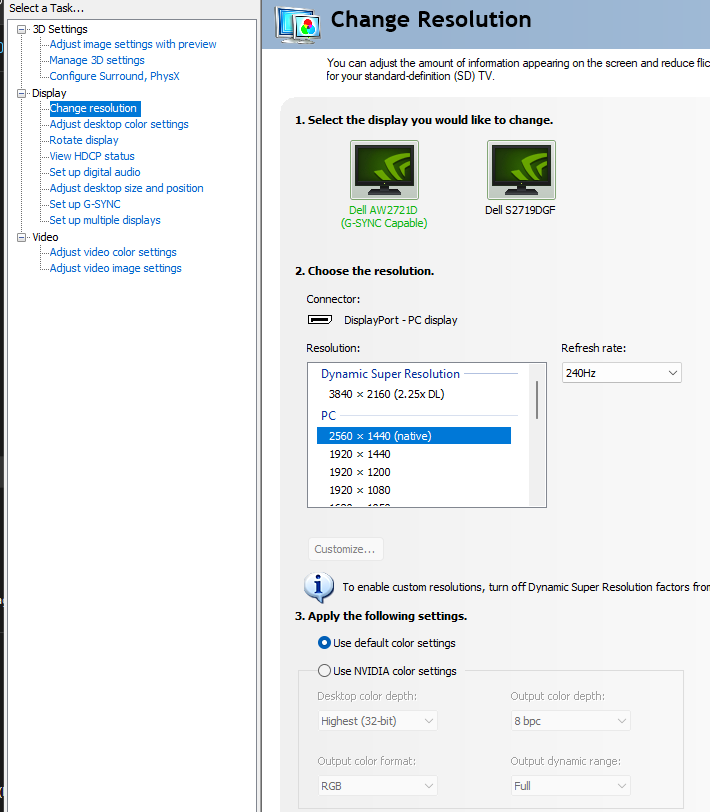 Select a Task...
3D Settings
Adjust image settings with preview
Manage 3D settings
Configure Surround, PhysX
Display
Change resolution
Adjust desktop color settings
Rotate display
View HDCP status
Set up digital audio
Adjust desktop size and position
Set up G-SYNC
Set up multiple displays
Video
Adjust video color settings
Adjust video image settings
Change Resolution
You can adjust the amount of information appearing on the screen and reduce flic
for your standard-definition (SD) TV.
1. Select the display you would like to change.
Dell AW2721D
(G-SYNC Capable)
Dell S2719DGF
2. Choose the resolution.
Connector:
DisplayPort - PC display
Resolution:
Refresh rate:
Dynamic Super Resolution
3840 × 2160 (2.25x DL)
PC
2560 × 1440 (native)
1920 × 1440
1920 × 1200
1920 × 1080
240Hz
Customize...
To enable custom resolutions, turn off Dynamic Super Resolution factors from
3. Apply the following settings.
Use default color settings
Use NVIDIA color settings
Desktop color depth:
Output color depth:
Highest (32-bit)
8 bpc
Output color format:
Output dynamic range:
RGB
Full